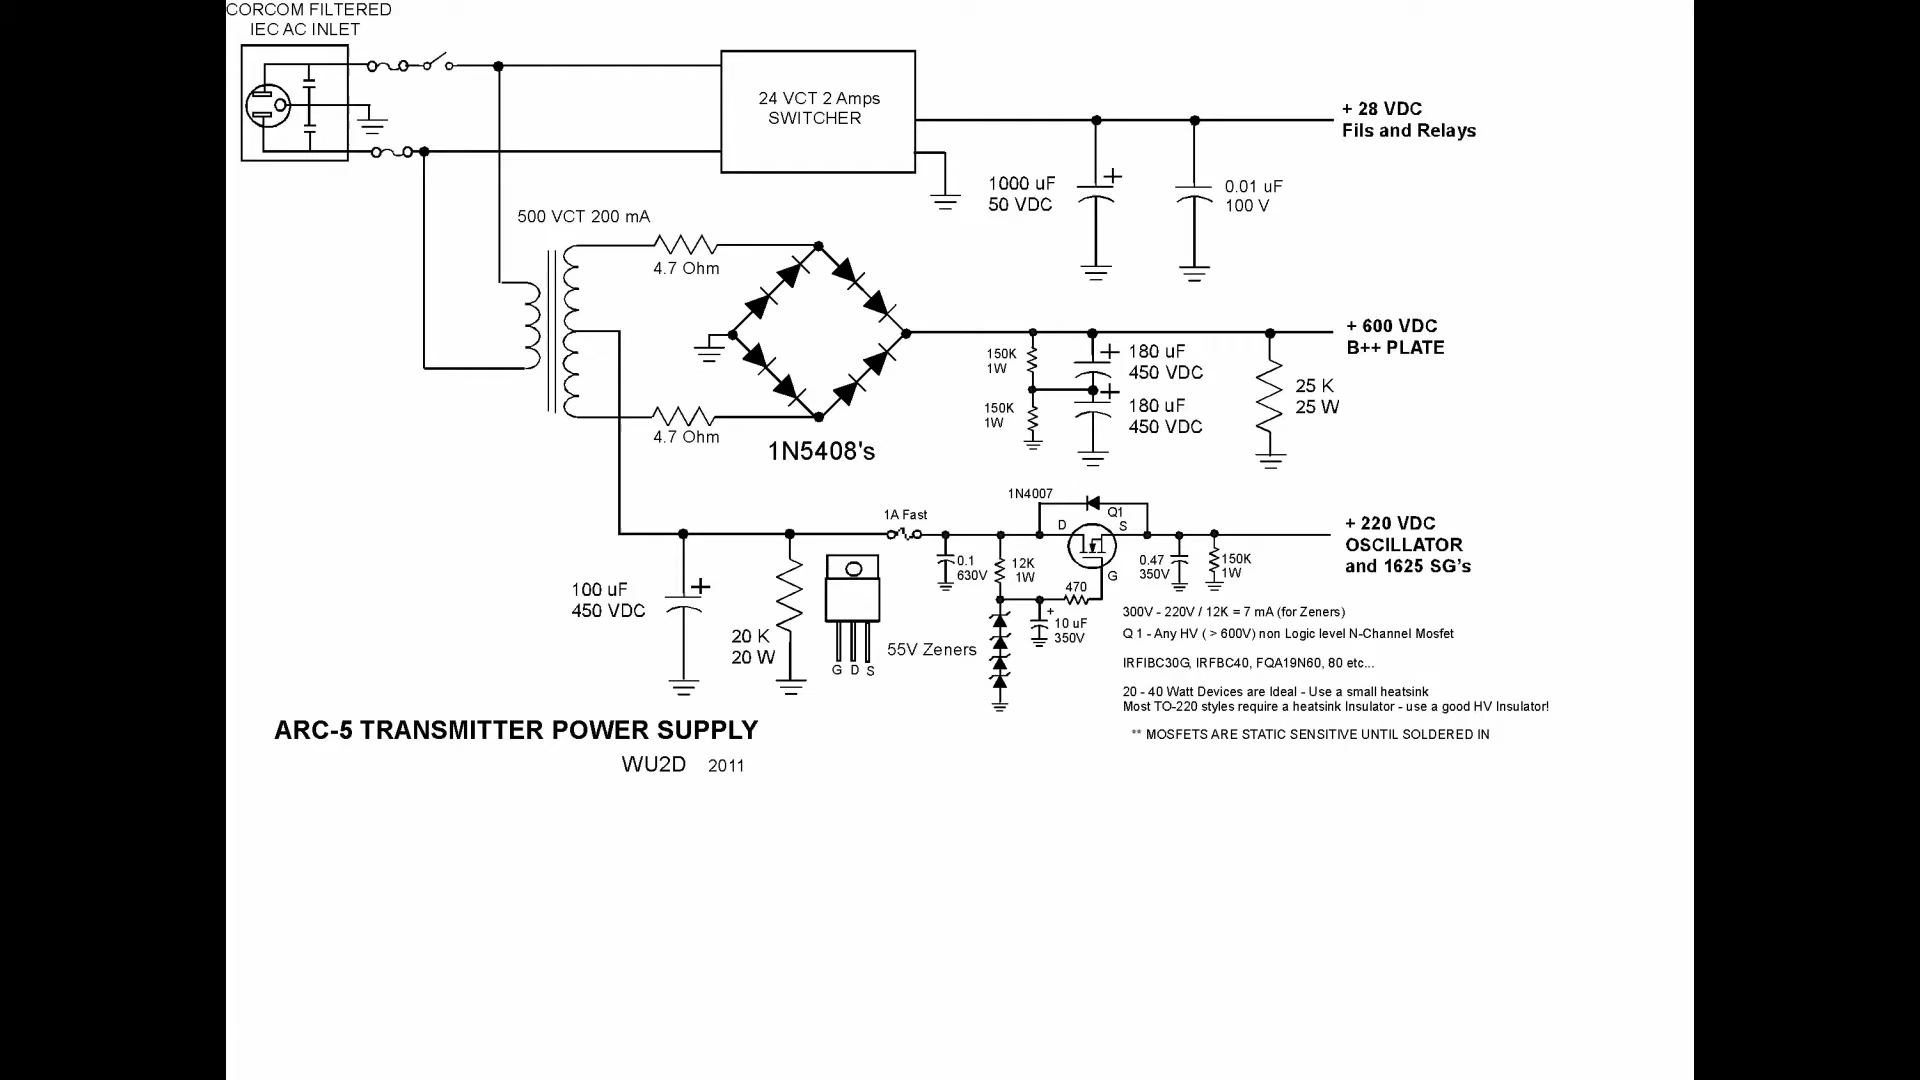 CORCOM FILTERED
IEC AC INLET
24 VCT 2 Amps
SWITCHER
+ 28 VDC
Fils and Relays
1000 uF
50 VDC
0.01 uF
100 V
500 VCT 200 mA
4.7 Ohm
4.7 Ohm
1N5408's
+ 600 VDC
B++ PLATE
150K
1W
150K
1W
+
180 uF
450 VDC
+
180 uF
450 VDC
25 K
25 W
+
1N4007
Q1
D
S
G
1A Fast
+ 220 VDC
OSCILLATOR
and 1625 SG's
0.1
630V
12K
1W
470
0.47
350V
150K
1W
+
10 uF
350V
100 uF
450 VDC
+
20 K
20 W
G D S
55V Zeners
300V - 220V / 12K = 7 mA (for Zeners)
Q 1 - Any HV ( > 600V) non Logic level N-Channel Mosfet
IRFIBC30G, IRFBC40, FQA19N60, 80 etc...
20 - 40 Watt Devices are Ideal - Use a small heatsink
Most TO-220 styles require a heatsink Insulator - use a good HV Insulator!
** MOSFETS ARE STATIC SENSITIVE UNTIL SOLDERED IN
ARC-5 TRANSMITTER POWER SUPPLY
WU2D 2011